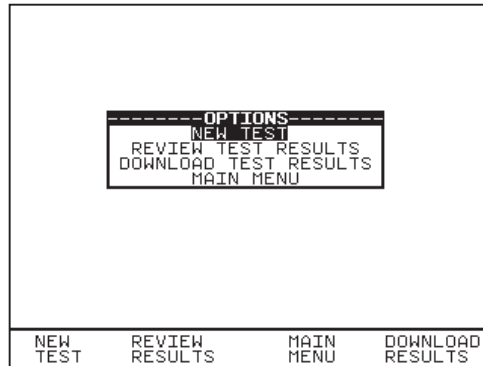 --------OPTIONS--------
NEW TEST
REVIEW TEST RESULTS
DOWNLOAD TEST RESULTS
MAIN MENU
NEW TEST
REVIEW RESULTS
MAIN MENU
DOWNLOAD RESULTS